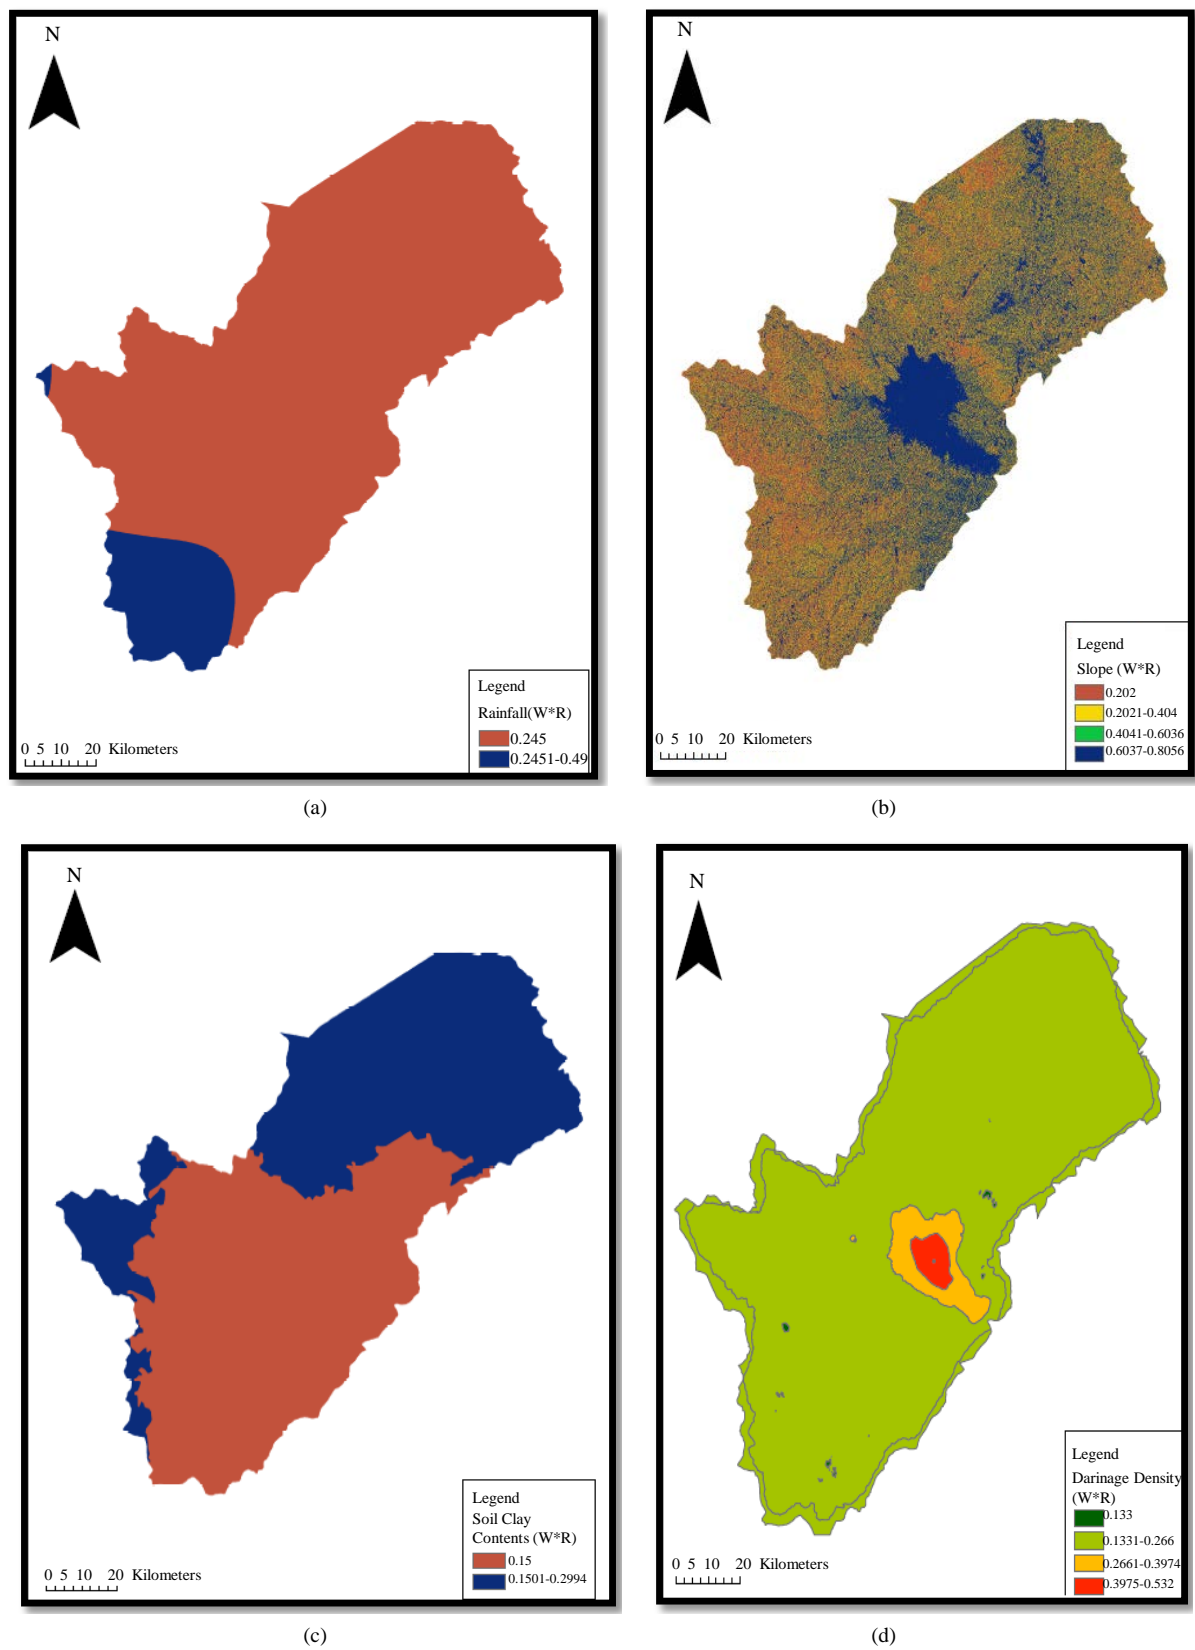 N
Legend
Rainfall(W*R)
0.245
0.2451-0.49
0 5 10 20 Kilometers
(a)
N
Legend
Slope (W*R)
0.202
0.2021-0.404
0.4041-0.6036
0.6037-0.8056
0 5 10 20 Kilometers
(b)
N
Legend
Soil Clay
Contents (W*R)
0.15
0.1501-0.2994
0 5 10 20 Kilometers
(c)
N
Legend
Darinage Density
(W*R)
0.133
0.1331-0.266
0.2661-0.3974
0.3975-0.532
0 5 10 20 Kilometers
(d)